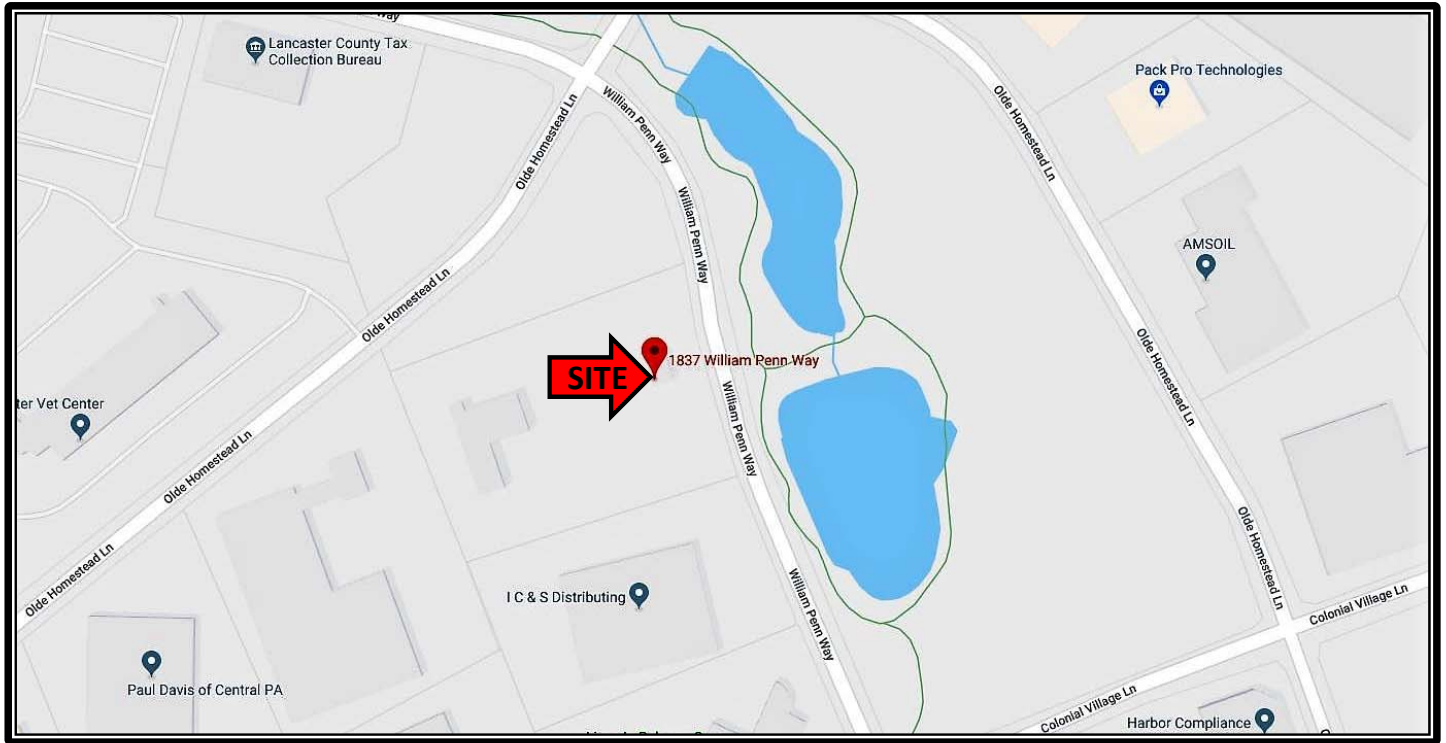 Way
Lancaster County Tax
Collection Bureau
Pack Pro Technologies
Olde Homestead Ln
William Penn Way
Olde Homestead Ln
William Penn Way
AMSOIL
Olde Homestead Ln
SITE
1837 William Penn Way
Olde Homestead Ln
William Penn Way
ter Vet Center
Olde Homestead Ln
Olde Homestead Ln
Olde Homestead Ln
I C & S Distributing
William Penn Way
Colonial Village Ln
Paul Davis of Central PA
Colonial Village Ln
Harbor Compliance